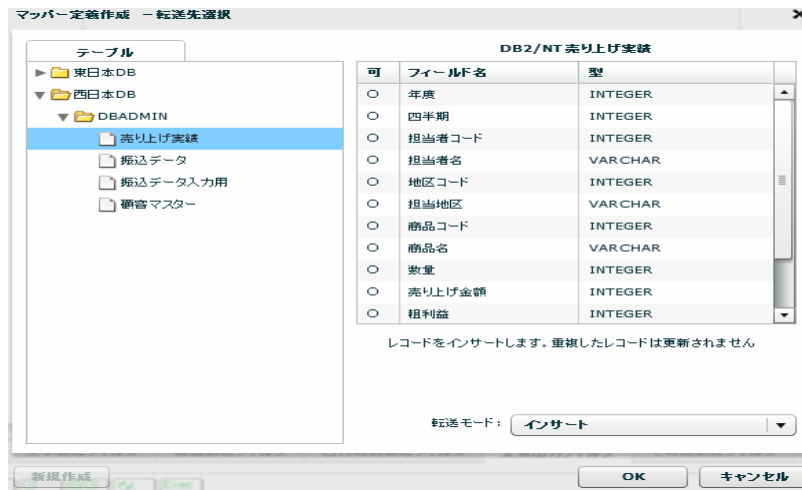 マッパー定義作成 －転送先選択
テーブル
東日本DB
西日本DB
DBADMIN
売り上げ実績
振込データ
振込データ入力用
顧客マスター
DB2/NT 売り上げ実績
可 フィールド名 型
○ 年度 INTEGER
○ 四半期 INTEGER
○ 担当者コード INTEGER
○ 担当者名 VARCHAR
○ 地区コード INTEGER
○ 担当地区 VARCHAR
○ 商品コード INTEGER
○ 商品名 VARCHAR
○ 数量 INTEGER
○ 売り上げ金額 INTEGER
○ 粗利益 INTEGER
レコードをインサートします。重複したレコードは更新されません
転送モード： インサート
新規作成 OK キャンセル